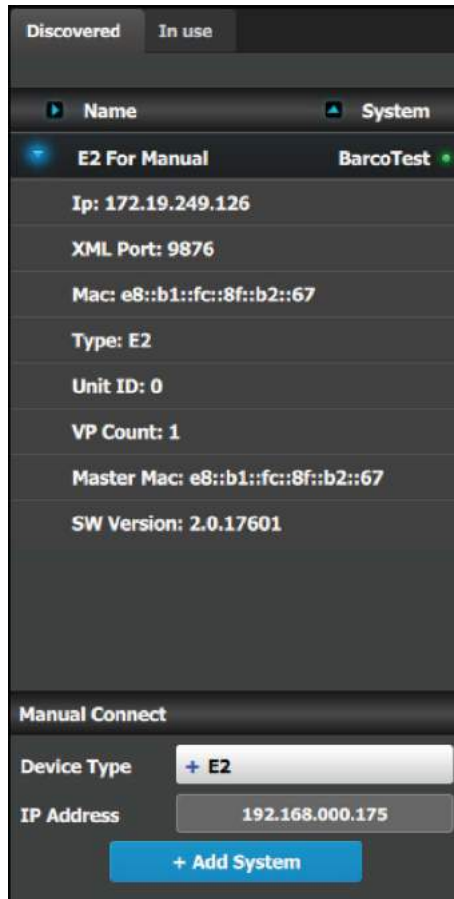 Discovered In use
Name System
E2 For Manual BarcoTest
Ip: 172.19.249.126
XML Port: 9876
Mac: e8::b1::fc::8f::b2::67
Type: E2
Unit ID: 0
VP Count: 1
Master Mac: e8::b1::fc::8f::b2::67
SW Version: 2.0.17601
Manual Connect
Device Type + E2
IP Address 192.168.000.175
+ Add System